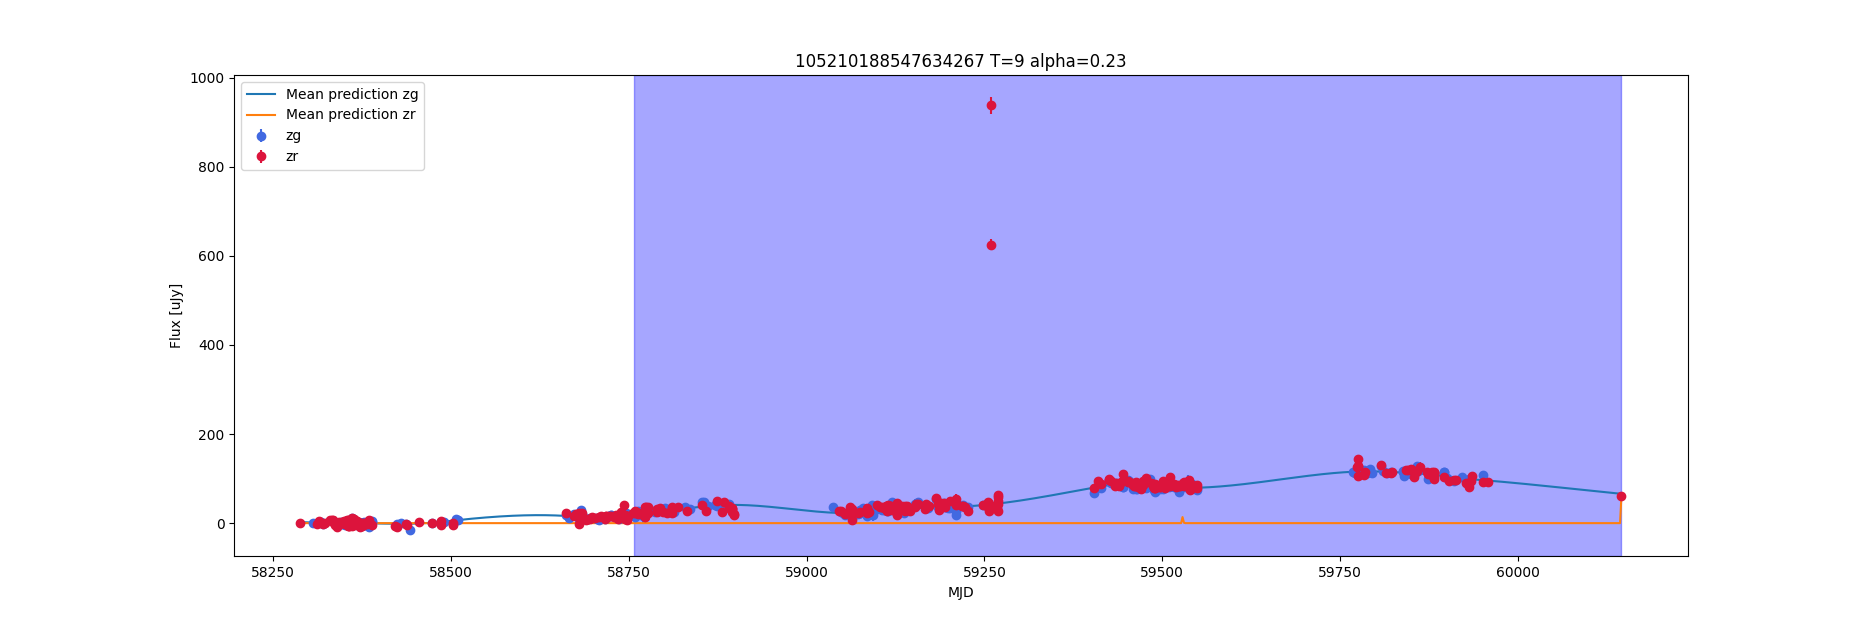 105210188547634267 T=9 alpha=0.23
1000
800
600
400
200
0
Flux [uJy]
Mean prediction zg
Mean prediction zr
zg
zr
58250 58500 58750 59000 59250 59500 59750 60000
MJD